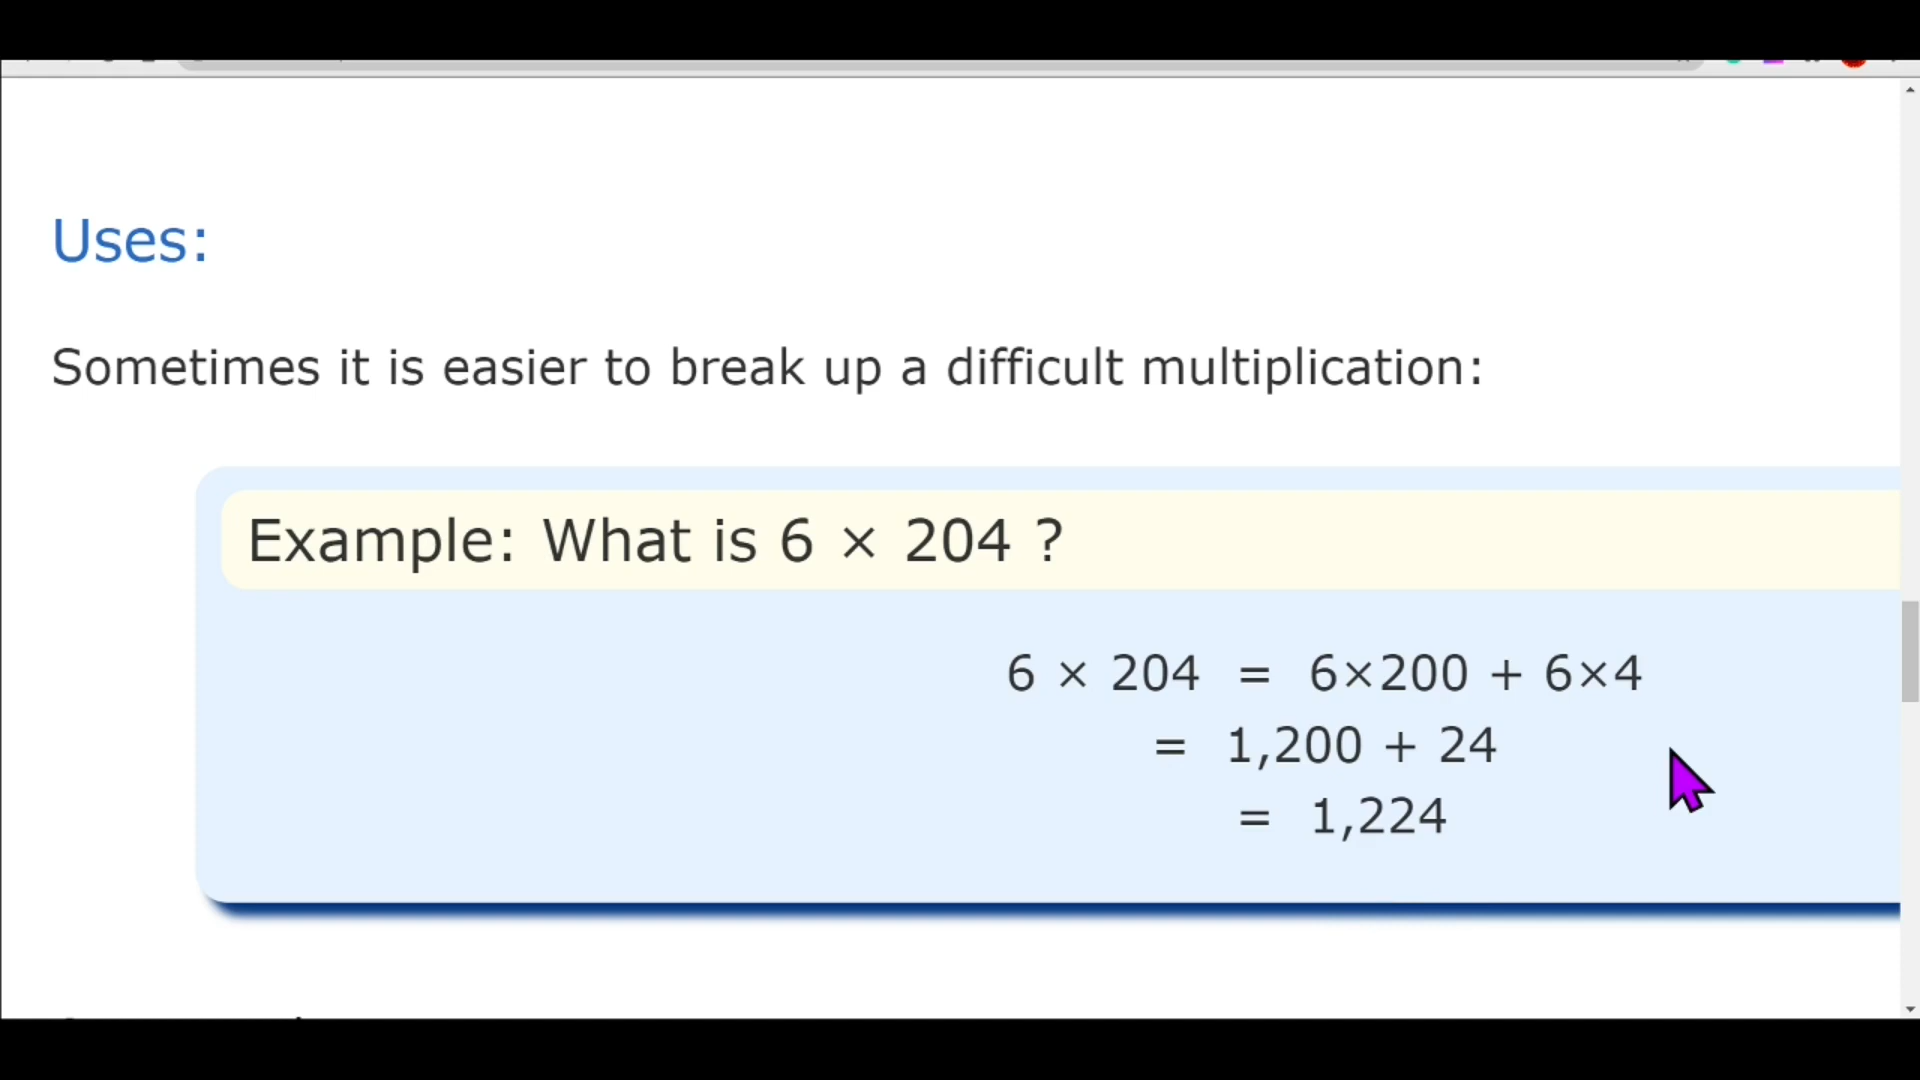 Uses:
Sometimes it is easier to break up a difficult multiplication:
Example: What is 6 × 204 ?
6 × 204 = 6×200 + 6×4
= 1,200 + 24
= 1,224